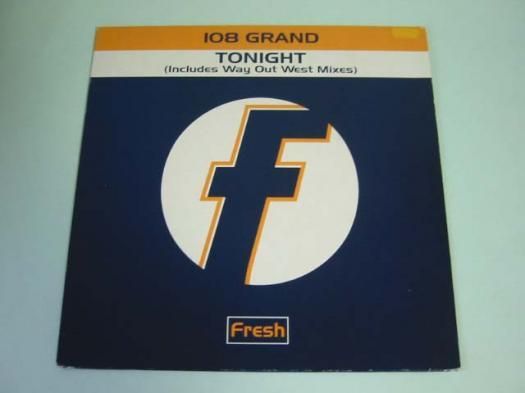 108 GRAND
TONIGHT
(Includes Way Out West Mixes)
F
Fresh